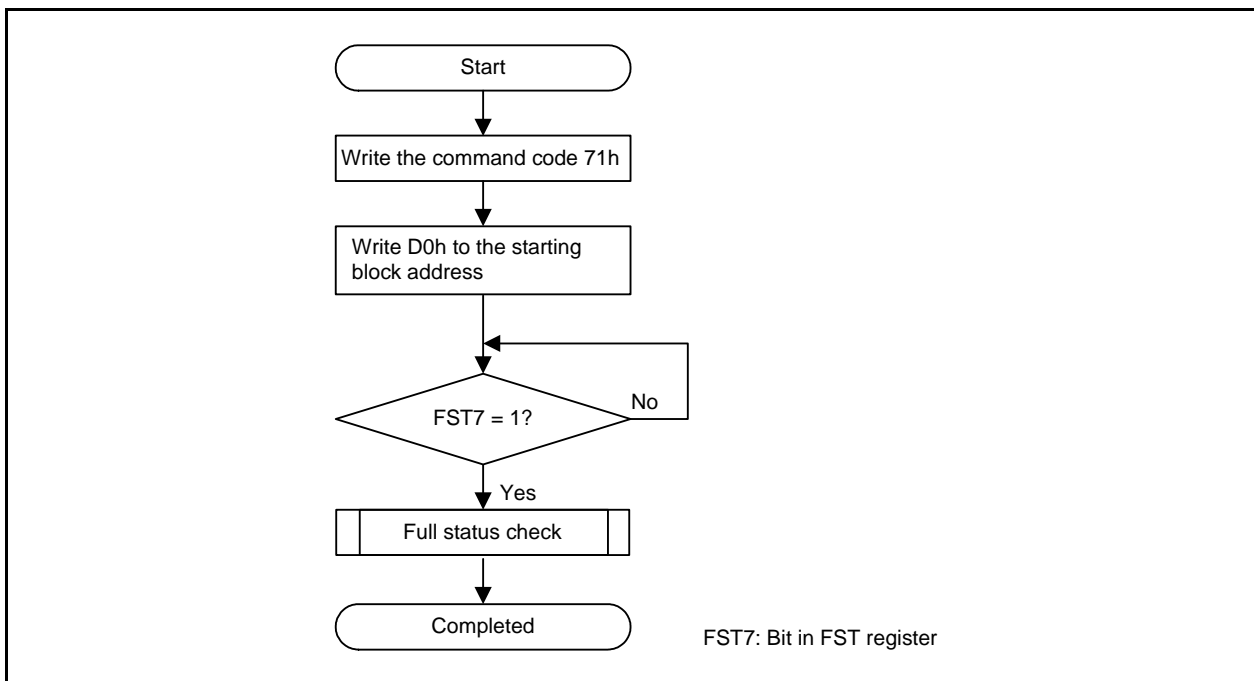 Start
Write the command code 71h
Write D0h to the starting
block address
FST7 = 1?
No
Yes
Full status check
Completed
FST7: Bit in FST register